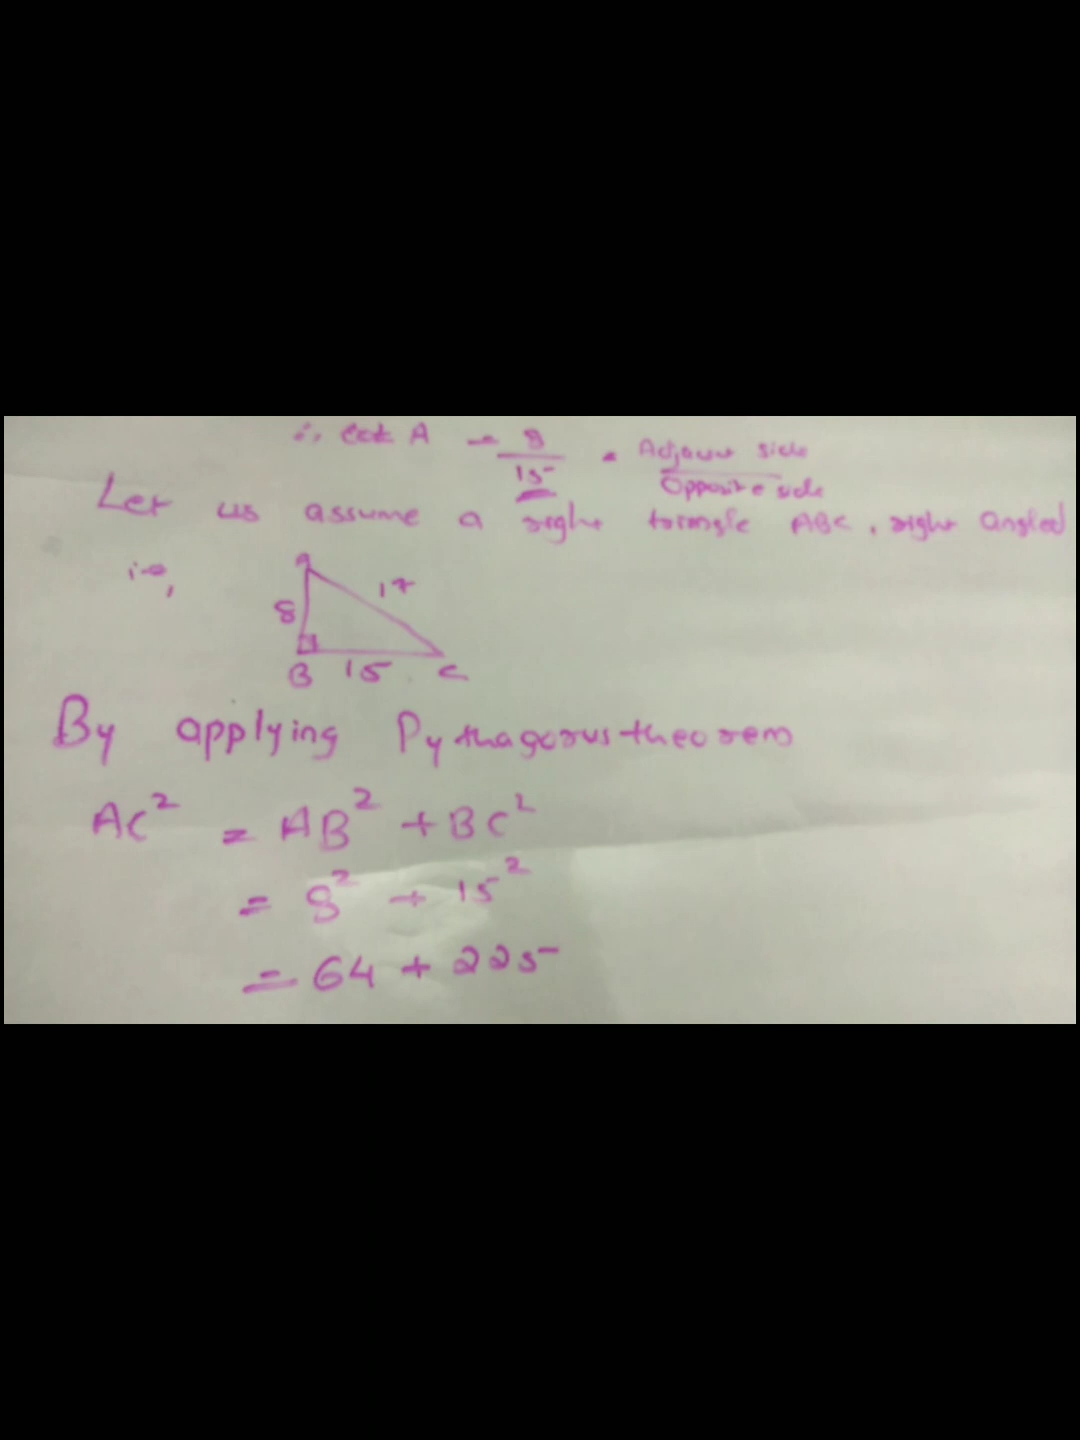 ∴ Cot A = 8/15 = Adjacent side/Opposite side
Let us assume a right triangle ABC, right angled
i.e,
A
8 17
B 15 C
By applying Pythagorus theorem
AC² = AB² + BC²
= 8² + 15²
= 64 + 225